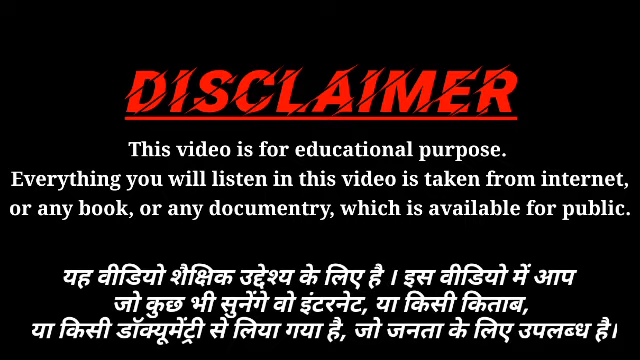 DISCLAIMER
This video is for educational purpose.
Everything you will listen in this video is taken from internet,
or any book, or any documentry, which is available for public.
यह वीडियो शैक्षिक उद्देश्य के लिए है । इस वीडियो में आप
जो कुछ भी सुनेंगे वो इंटरनेट, या किसी किताब,
या किसी डॉक्यूमेंट्री से लिया गया है, जो जनता के लिए उपलब्ध है।